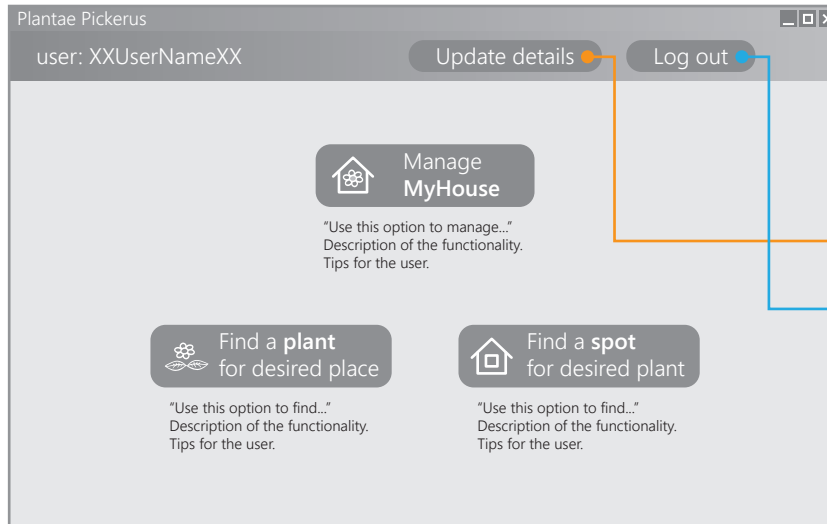 Plantae Pickerus
user: XXUserNameXX Update details Log out
Manage
MyHouse
“Use this option to manage...”
Description of the functionality.
Tips for the user.
Find a plant
for desired place
“Use this option to find...”
Description of the functionality.
Tips for the user.
Find a spot
for desired plant
“Use this option to find...”
Description of the functionality.
Tips for the user.